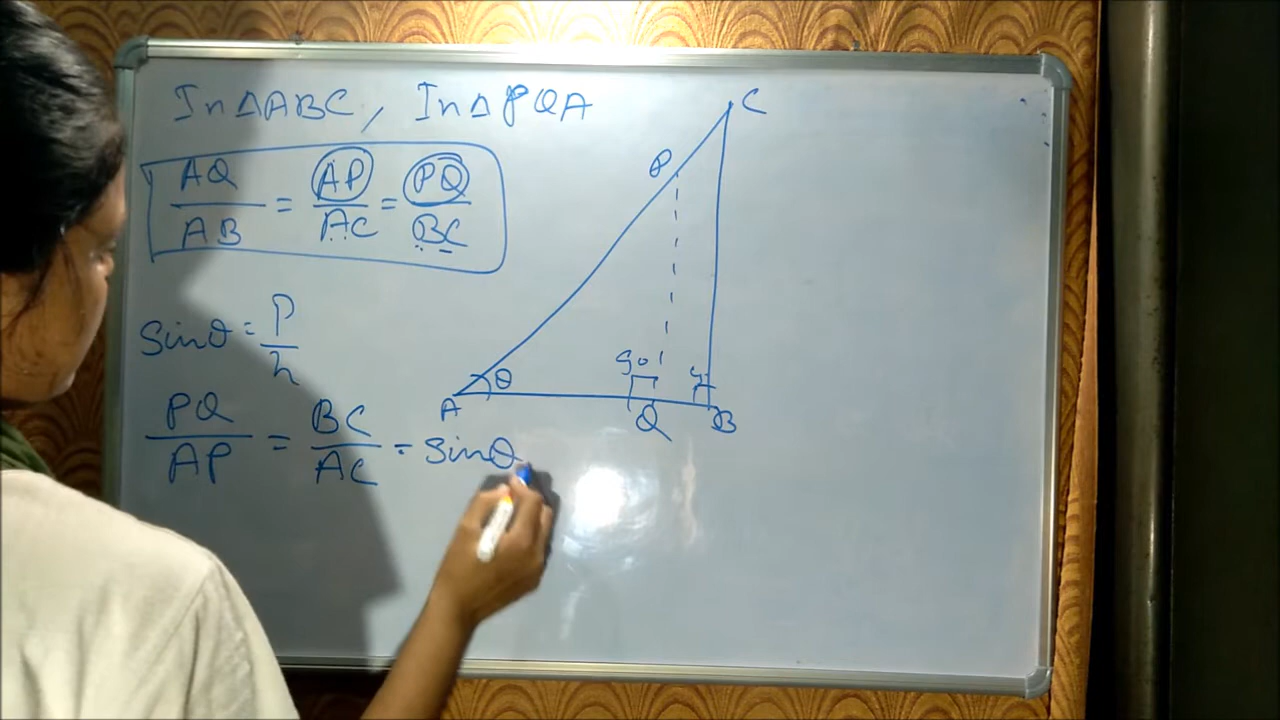 In △ABC, In △PQA
AQ/AB = AP/AC = PQ/BC
Sinθ = P/h
PQ/AP = BC/AC = Sinθ
C
P
90
θ
A
Q
B